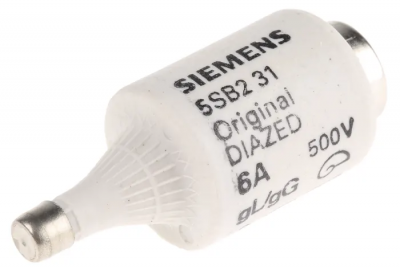 SIEMENS
5SB2 31
Original
DIAZED
6A 500V
gL/gG